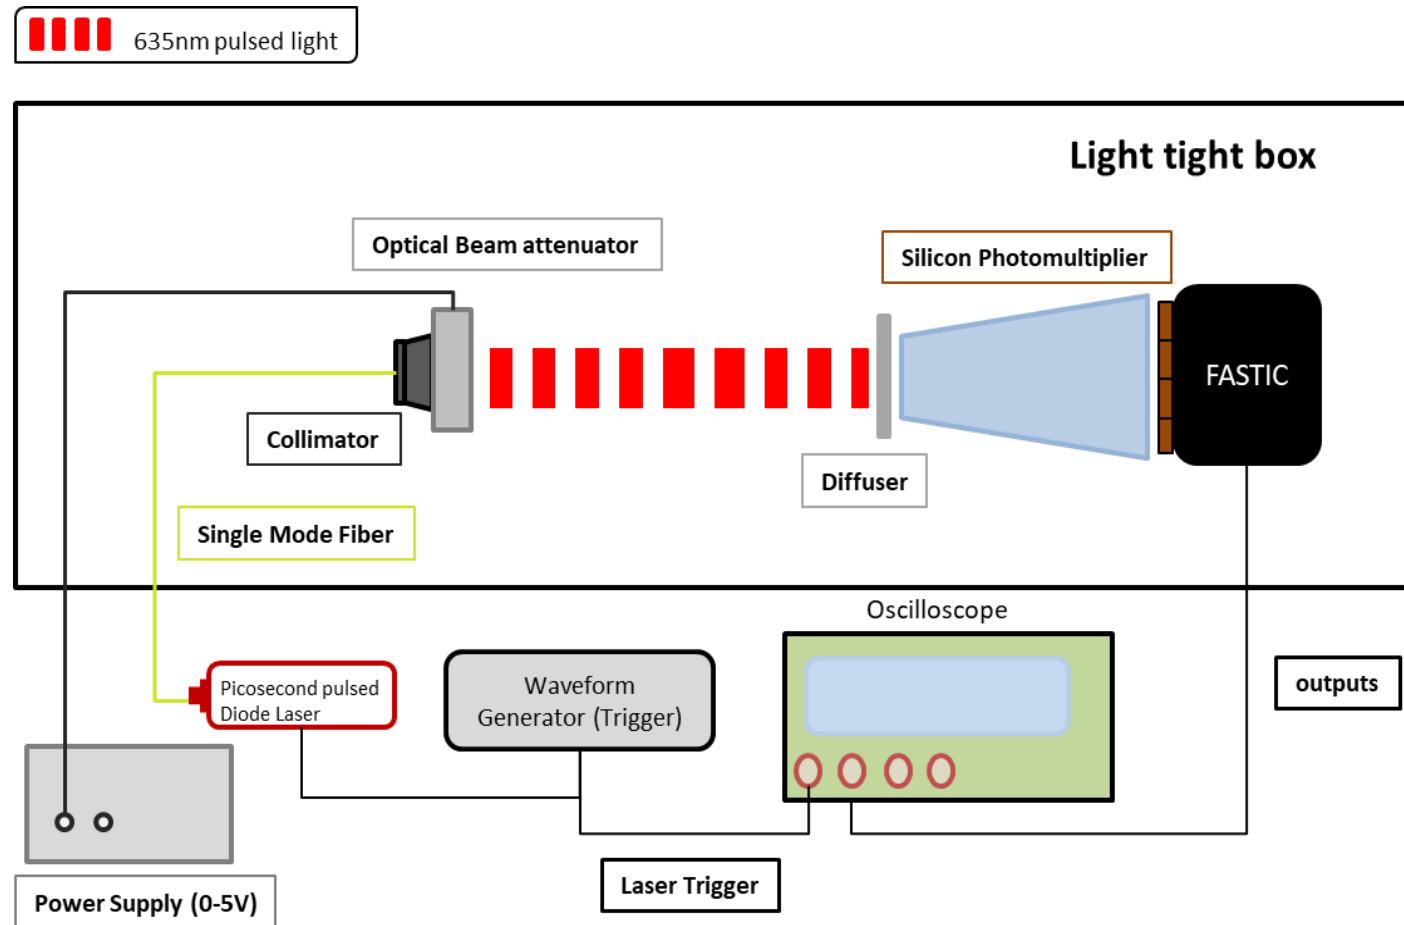 635nm pulsed light
Light tight box
Optical Beam attenuator
Silicon Photomultiplier
FASTIC
Collimator
Diffuser
Single Mode Fiber
Oscilloscope
Picosecond pulsed
Diode Laser
Waveform
Generator (Trigger)
outputs
Laser Trigger
Power Supply (0-5V)